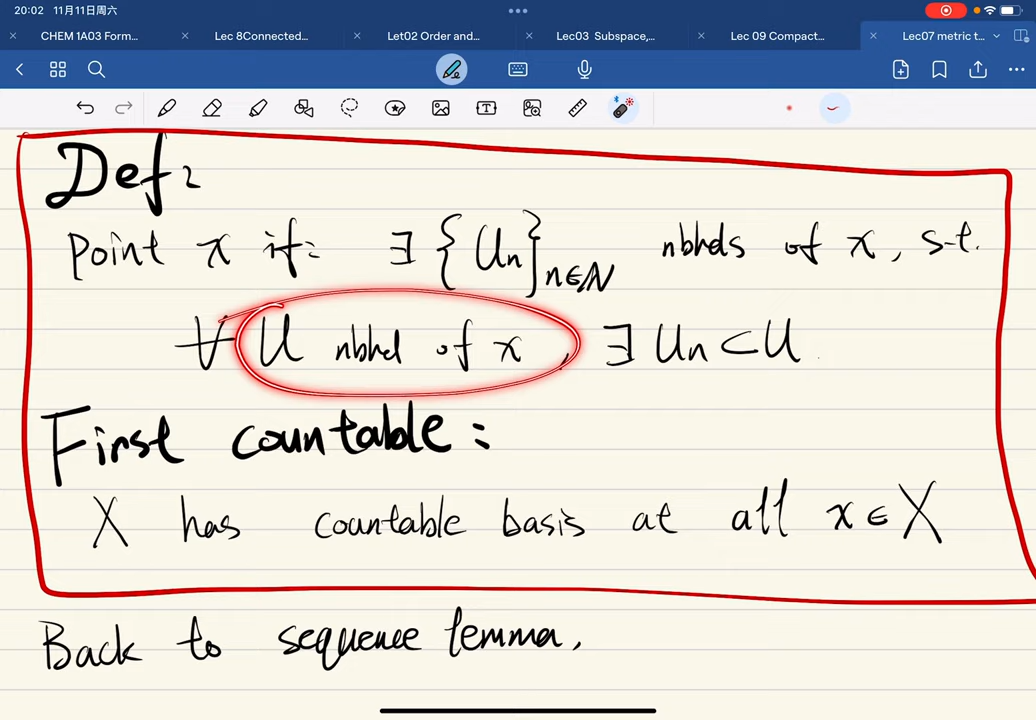 20:02 11月11日周六
CHEM 1A03 Form... Lec 8Connected... Let02 Order and... Lec03 Subspace,... Lec 09 Compact... Lec07 metric t...
Def:
Point x if: ∃ {Un}n∈ℕ nbhds of x, s.t.
∀ U nbhd of x, ∃ Un ⊂ U.
First countable:
X has countable basis at all x ∈ X
Back to sequence lemma,